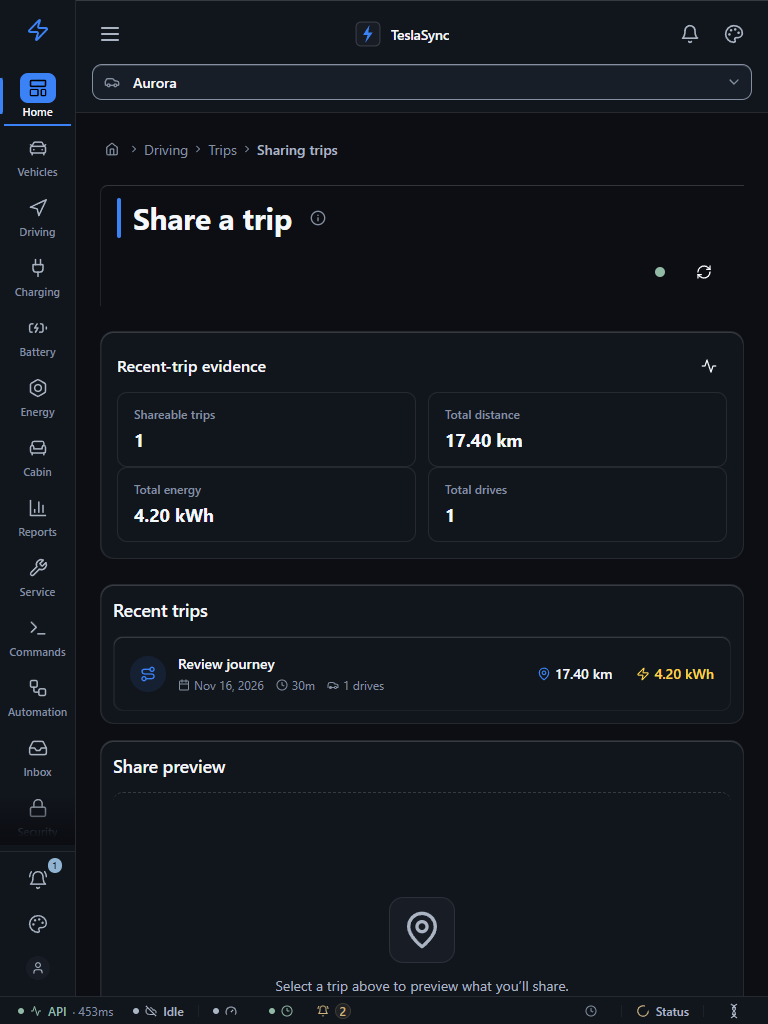 TeslaSync
Aurora
Home
Vehicles
Driving
Charging
Battery
Energy
Cabin
Reports
Service
Commands
Automation
Inbox
Security
1
Driving > Trips > Sharing trips
Share a trip
Recent-trip evidence
Shareable trips
1
Total distance
17.40 km
Total energy
4.20 kWh
Total drives
1
Recent trips
Review journey
Nov 16, 2026 30m 1 drives
17.40 km 4.20 kWh
Share preview
Select a trip above to preview what you’ll share.
API · 453ms Idle 2 Status